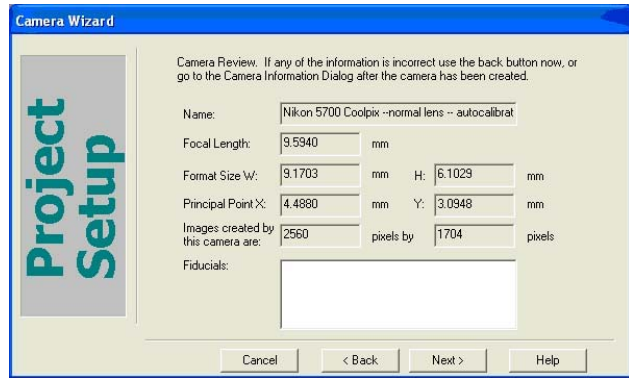 Camera Wizard
Project
Setup
Camera Review. If any of the information is incorrect use the back button now, or
go to the Camera Information Dialog after the camera has been created.
Name: Nikon 5700 Coolpix --normal lens -- autocalibrat
Focal Length: 9.5940 mm
Format Size W: 9.1703 mm H: 6.1029 mm
Principal Point X: 4.4880 mm Y: 3.0948 mm
Images created by
this camera are: 2560 pixels by 1704 pixels
Fiducials:
Cancel < Back Next > Help